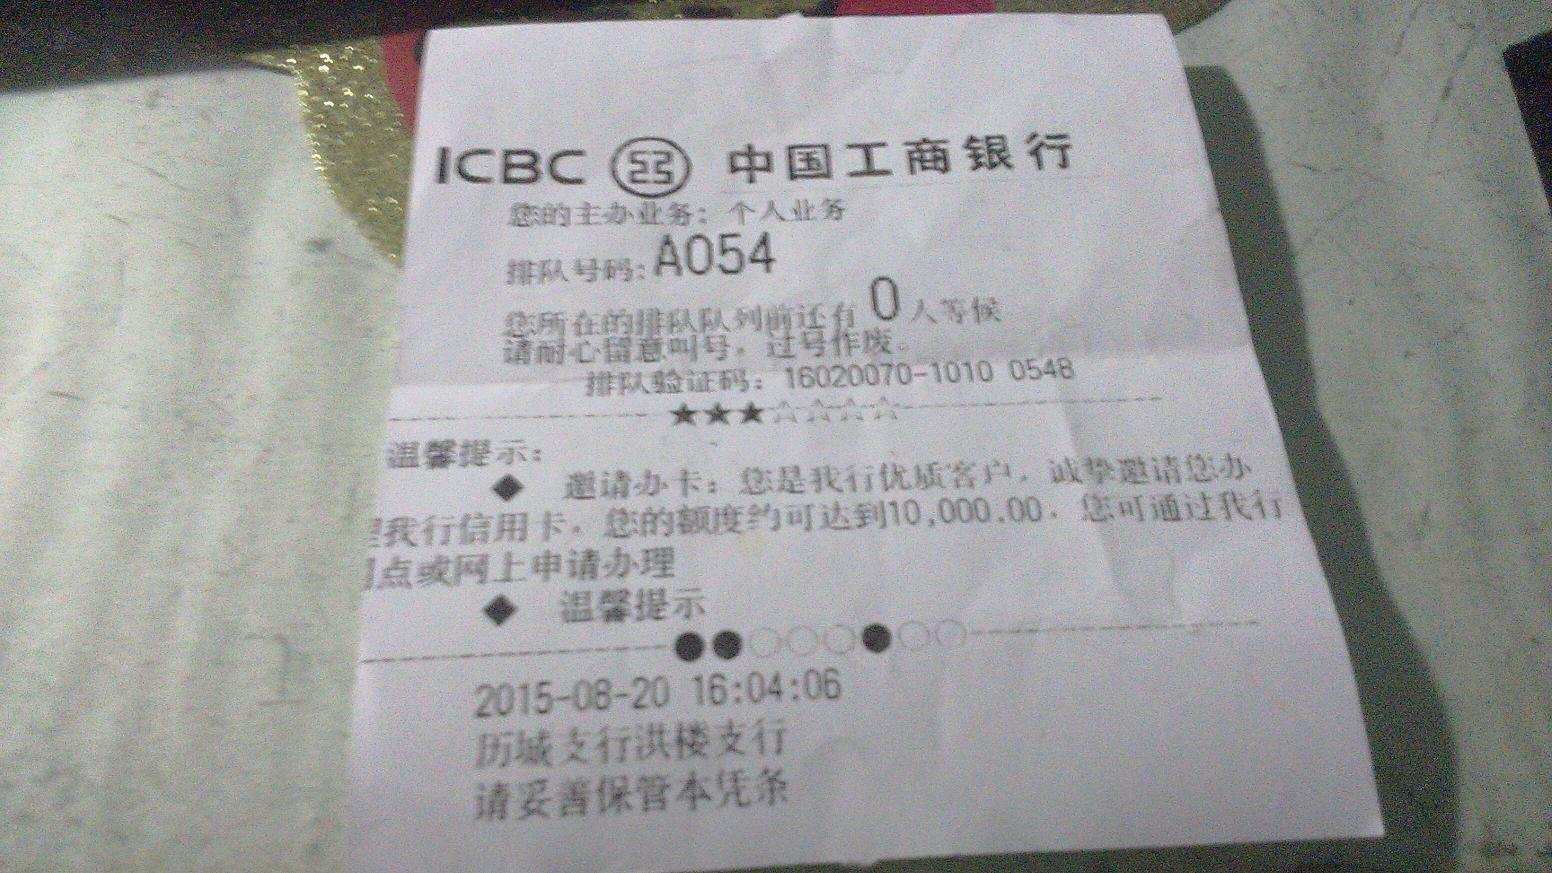 ICBC 中国工商银行
您的主办业务：个人业务
排队号码:A054
您所在的排队队列前还有 0 人等候
请耐心留意叫号，过号作废。
排队验证码：16020070-1010 0548
★★★☆☆☆☆
温馨提示：
◆ 邀请办卡：您是我行优质客户，诚挚邀请您办
理我行信用卡，您的额度约可达到10,000.00，您可通过我行
网点或网上申请办理
◆ 温馨提示
●●○○○●○○
2015-08-20 16:04:06
历城支行洪楼支行
请妥善保管本凭条